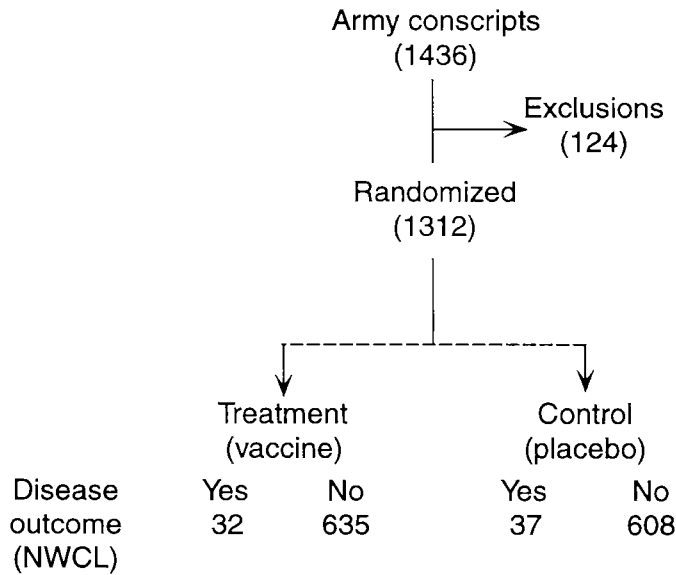 Army conscripts
(1436)
Exclusions
(124)
Randomized
(1312)
Treatment
(vaccine)
Control
(placebo)
Disease Yes No Yes No
outcome 32 635 37 608
(NWCL)